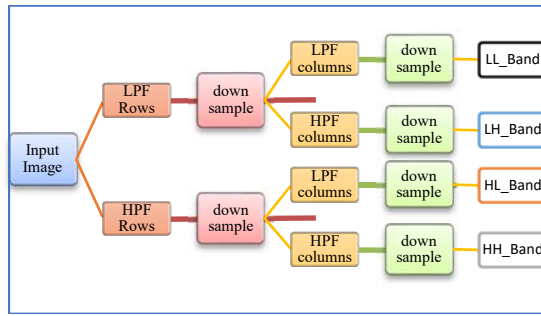 Input
Image
LPF
Rows
HPF
Rows
down
sample
down
sample
LPF
columns
HPF
columns
LPF
columns
HPF
columns
down
sample
down
sample
down
sample
down
sample
LL_Band
LH_Band
HL_Band
HH_Band